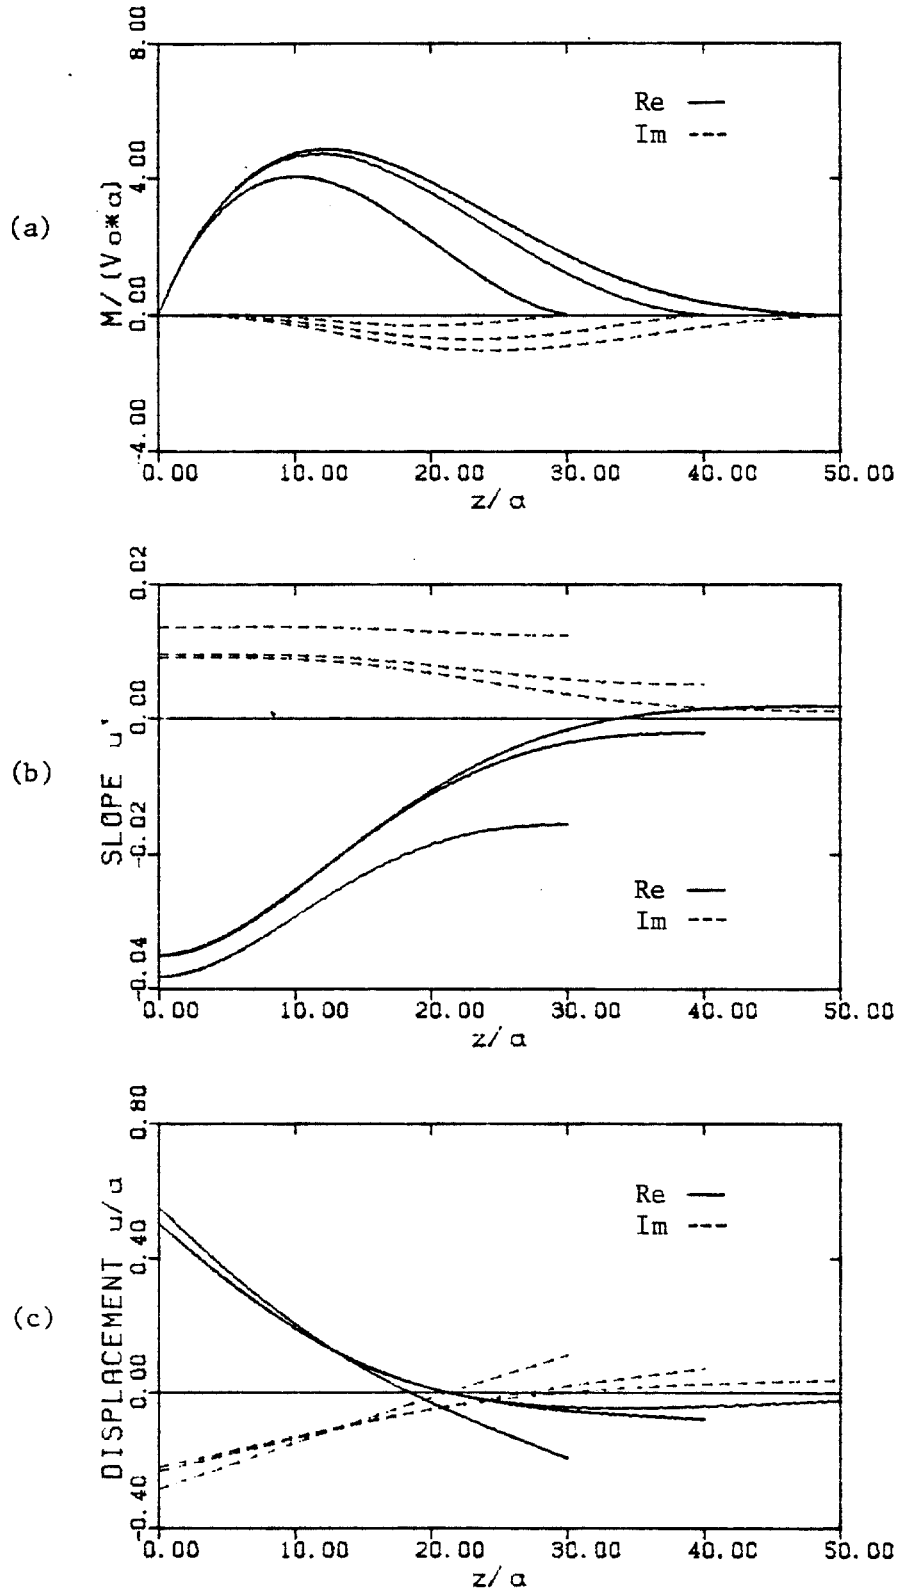 (a)
M/(Vo*a)
8.00
4.00
0.00
-4.00
Re
Im
0.00 10.00 20.00 30.00 40.00 50.00
z/a
(b)
SLOPE u'
0.02
0.00
-0.02
-0.04
Re
Im
0.00 10.00 20.00 30.00 40.00 50.00
z/a
(c)
DISPLACEMENT u/a
0.80
0.40
0.00
-0.40
Re
Im
0.00 10.00 20.00 30.00 40.00 50.00
z/a